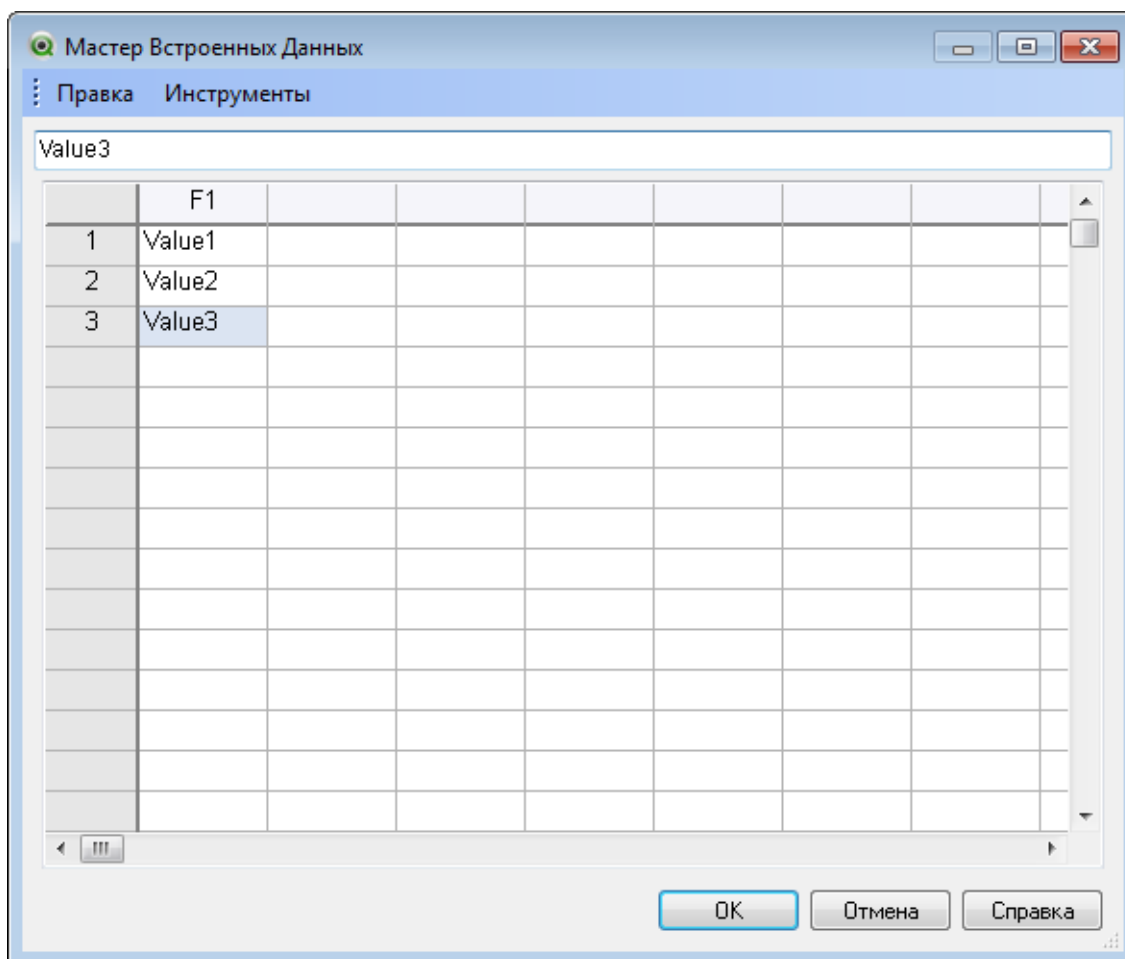 Мастер Встроенных Данных
Правка Инструменты
Value3
F1
1 Value1
2 Value2
3 Value3
OK Отмена Справка